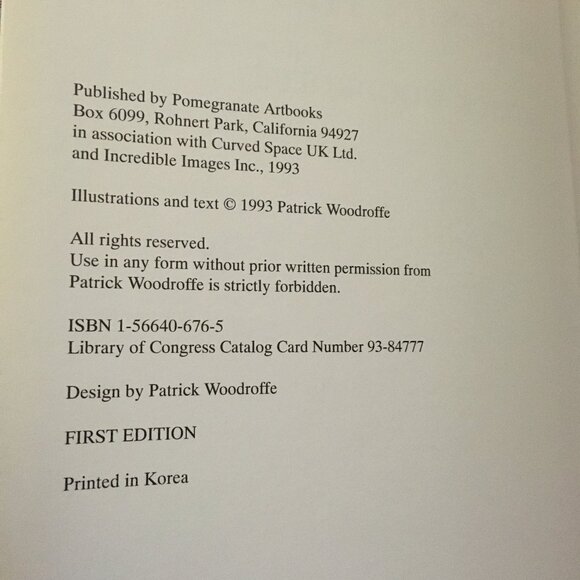 Published by Pomegranate Artbooks
Box 6099, Rohnert Park, California 94927
in association with Curved Space UK Ltd.
and Incredible Images Inc., 1993
Illustrations and text © 1993 Patrick Woodroffe
All rights reserved.
Use in any form without prior written permission from
Patrick Woodroffe is strictly forbidden.
ISBN 1-56640-676-5
Library of Congress Catalog Card Number 93-84777
Design by Patrick Woodroffe
FIRST EDITION
Printed in Korea